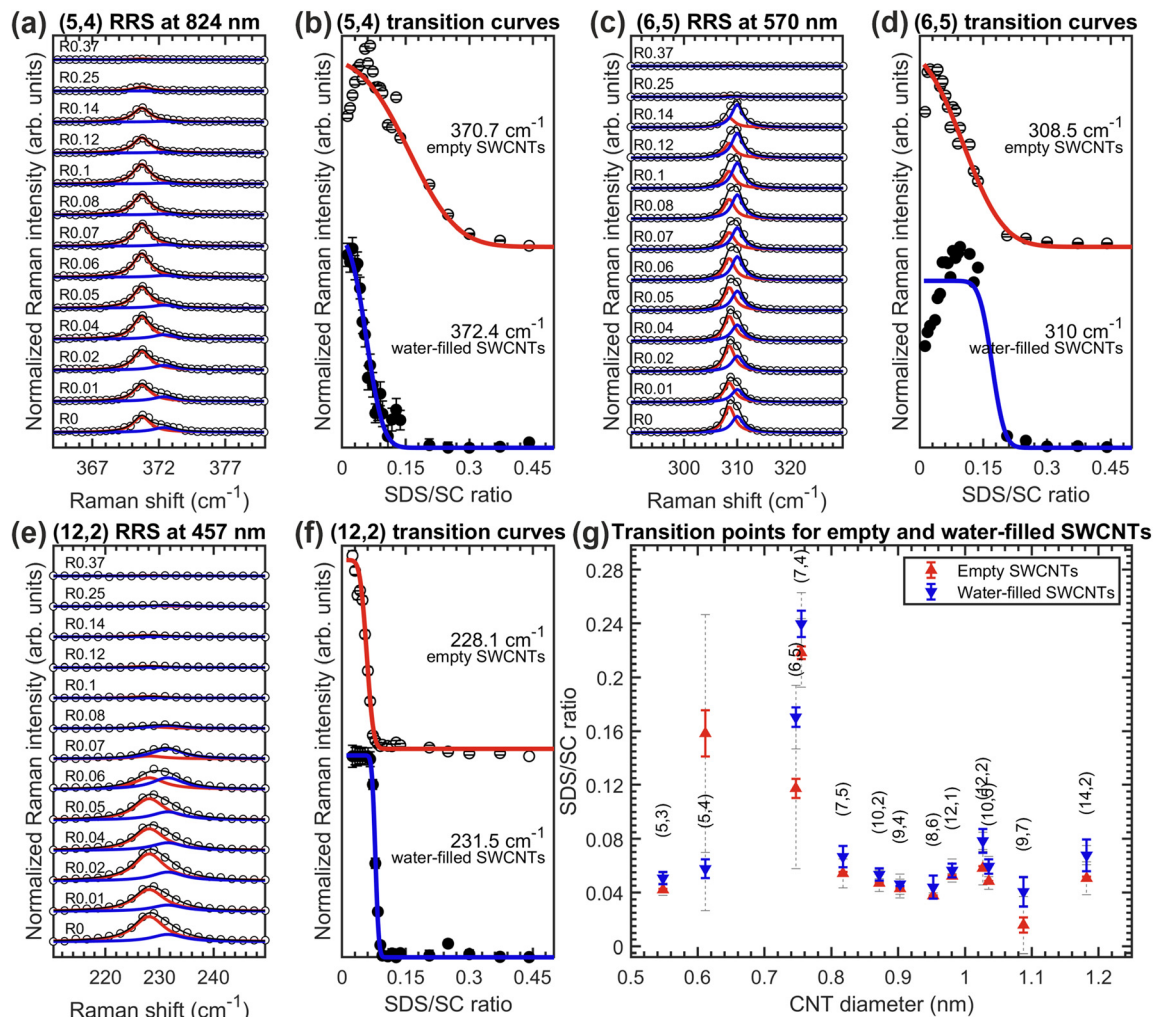 (a) (5,4) RRS at 824 nm
Normalized Raman intensity (arb. units)
R0.37
R0.25
R0.14
R0.12
R0.1
R0.08
R0.07
R0.06
R0.05
R0.04
R0.02
R0.01
R0
367 372 377
Raman shift (cm⁻¹)
(b) (5,4) transition curves
Normalized Raman intensity (arb. units)
370.7 cm⁻¹
empty SWCNTs
372.4 cm⁻¹
water-filled SWCNTs
0 0.15 0.3 0.45
SDS/SC ratio
(c) (6,5) RRS at 570 nm
Normalized Raman intensity (arb. units)
R0.37
R0.25
R0.14
R0.12
R0.1
R0.08
R0.07
R0.06
R0.05
R0.04
R0.02
R0.01
R0
300 310 320
Raman shift (cm⁻¹)
(d) (6,5) transition curves
Normalized Raman intensity (arb. units)
308.5 cm⁻¹
empty SWCNTs
310 cm⁻¹
water-filled SWCNTs
0 0.15 0.3 0.45
SDS/SC ratio
(e) (12,2) RRS at 457 nm
Normalized Raman intensity (arb. units)
R0.37
R0.25
R0.14
R0.12
R0.1
R0.08
R0.07
R0.06
R0.05
R0.04
R0.02
R0.01
R0
220 230 240
Raman shift (cm⁻¹)
(f) (12,2) transition curves
Normalized Raman intensity (arb. units)
228.1 cm⁻¹
empty SWCNTs
231.5 cm⁻¹
water-filled SWCNTs
0 0.15 0.3 0.45
SDS/SC ratio
(g) Transition points for empty and water-filled SWCNTs
SDS/SC ratio
0.28
0.24
0.2
0.16
0.12
0.08
0.04
0
Empty SWCNTs
Water-filled SWCNTs
(5,3)
(5,4)
(6,5)
(7,4)
(7,5)
(10,2)
(9,4)
(8,6)
(12,1)
(9,7)
(14,2)
0.5 0.6 0.7 0.8 0.9 1 1.1 1.2
CNT diameter (nm)